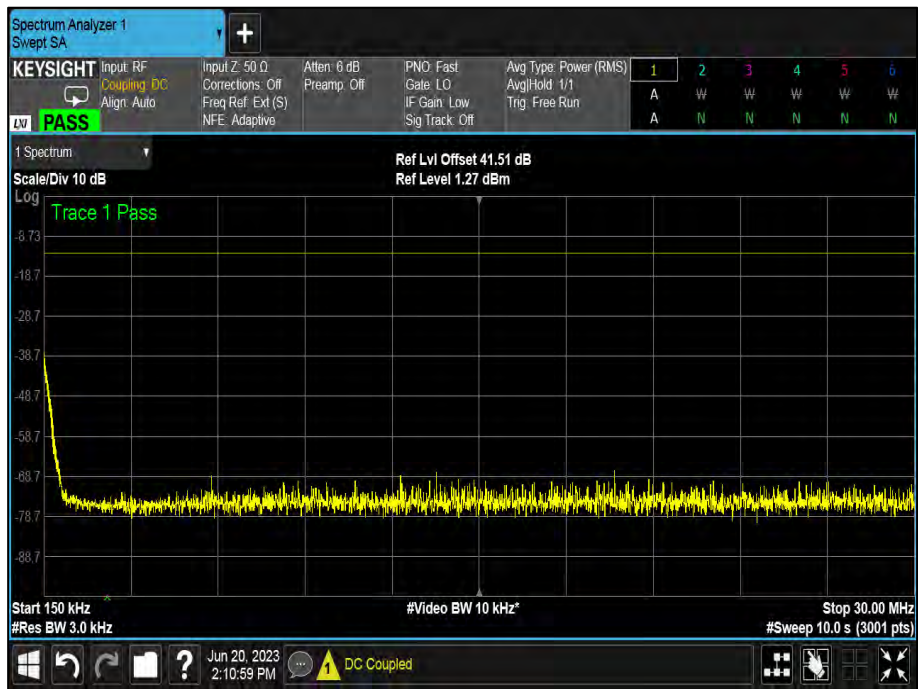 Spectrum Analyzer 1
Swept SA
+
KEYSIGHT
Input: RF
Coupling: DC
Align: Auto
Input Z: 50 Ω
Corrections: Off
Freq Ref: Ext (S)
NFE: Adaptive
Atten: 6 dB
Preamp: Off
PNO: Fast
Gate: LO
IF Gain: Low
Sig Track: Off
Avg Type: Power (RMS)
Avg|Hold: 1/1
Trig: Free Run
1 2 3 4 5 6
A W W W W W
A N N N N N
LXI PASS
1 Spectrum
Scale/Div 10 dB
Ref Lvl Offset 41.51 dB
Ref Level 1.27 dBm
Log
Trace 1 Pass
-8.73
-18.7
-28.7
-38.7
-48.7
-58.7
-68.7
-78.7
-88.7
Start 150 kHz
#Video BW 10 kHz*
Stop 30.00 MHz
#Res BW 3.0 kHz
#Sweep 10.0 s (3001 pts)
?
Jun 20, 2023
2:10:59 PM
1
DC Coupled